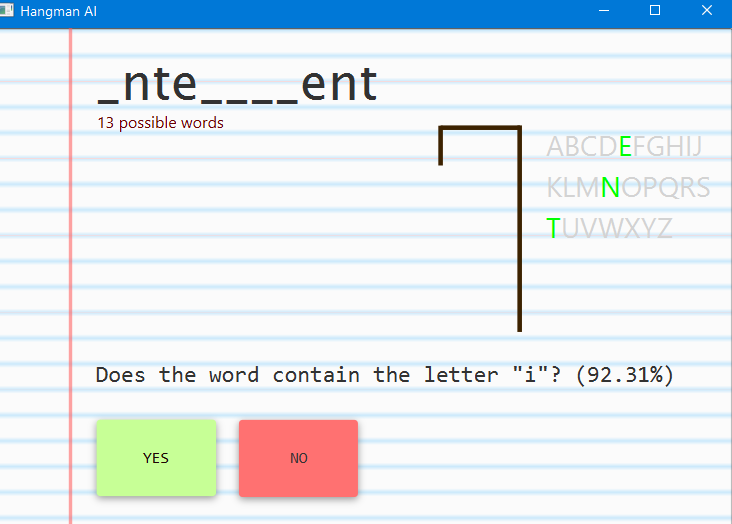 Hangman AI
_nte____ent
13 possible words
ABCDEFGHIJ
KLMNOPQRS
TUVWXYZ
Does the word contain the letter "i"? (92.31%)
YES NO